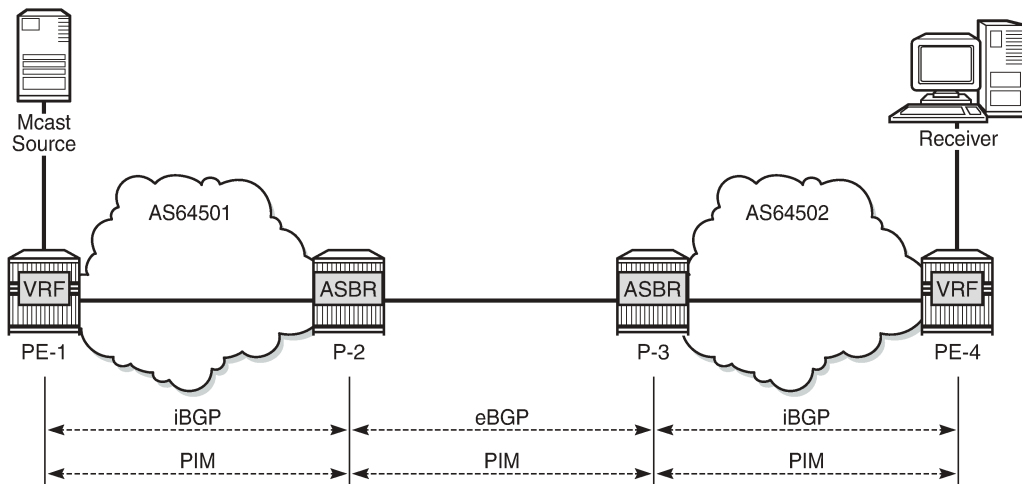 Mcast
Source
Receiver
AS64501
AS64502
VRF
ASBR
ASBR
VRF
PE-1
P-2
P-3
PE-4
iBGP
eBGP
iBGP
PIM
PIM
PIM